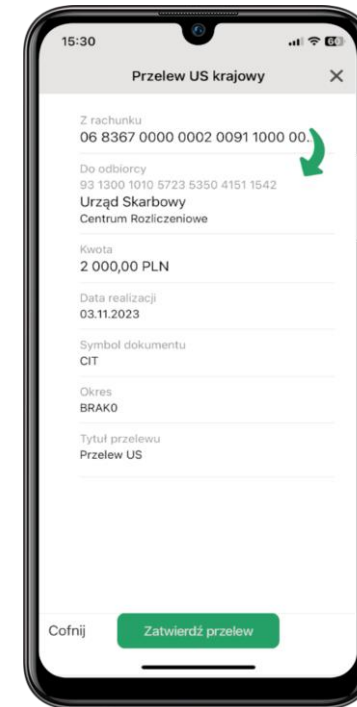 15:30
Przelew US krajowy
Z rachunku
06 8367 0000 0002 0091 1000 00..
Do odbiorcy
93 1300 1010 5723 5350 4151 1542
Urząd Skarbowy
Centrum Rozliczeniowe
Kwota
2 000,00 PLN
Data realizacji
03.11.2023
Symbol dokumentu
CIT
Okres
BRAK0
Tytuł przelewu
Przelew US
Cofnij
Zatwierdź przelew